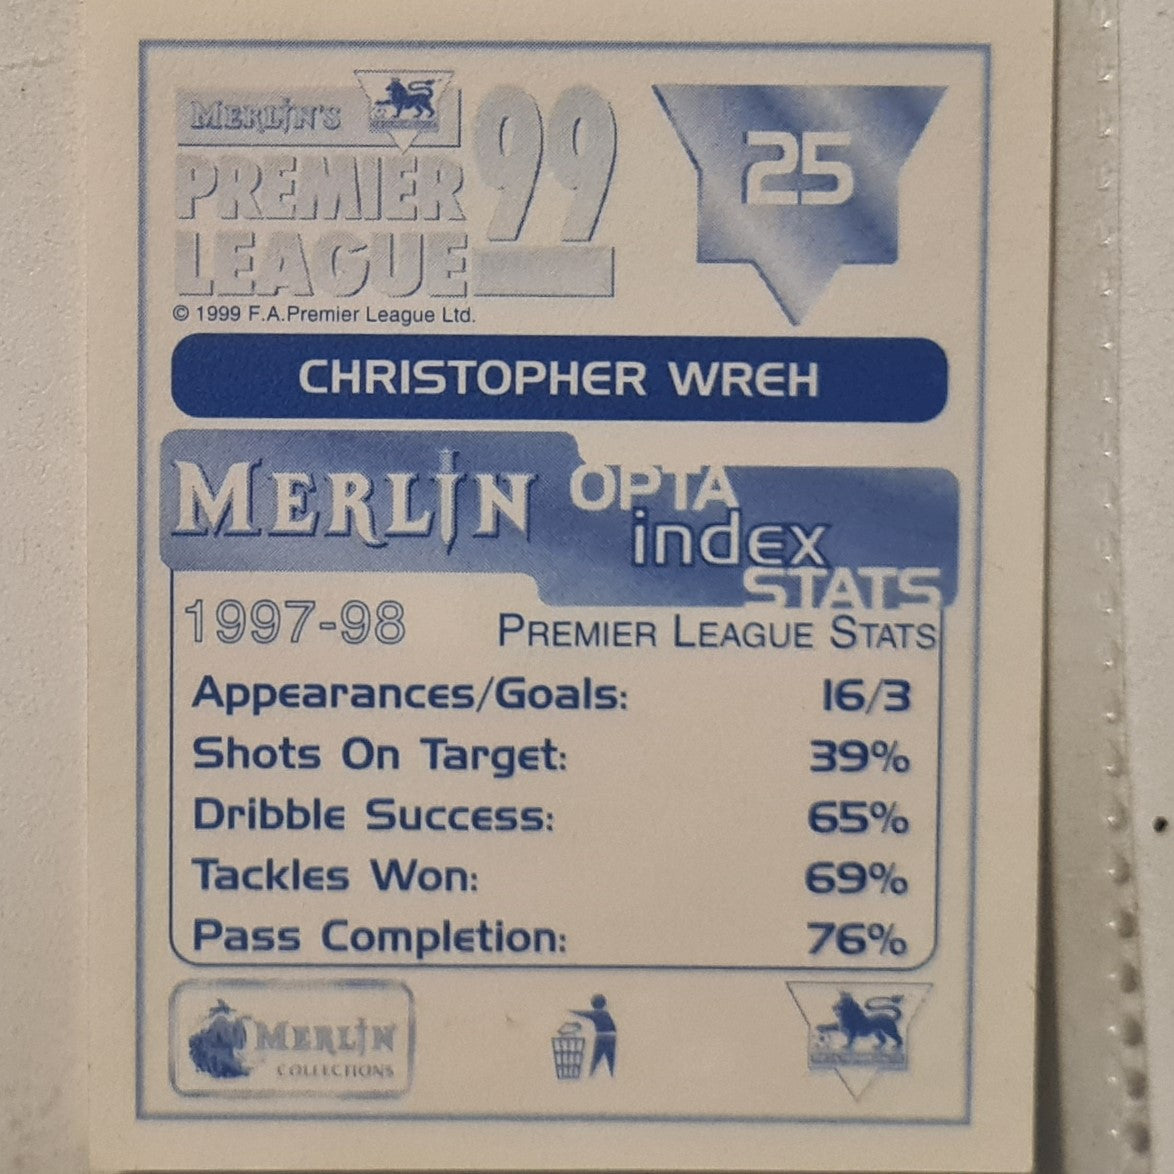 MERLIN'S
PREMIER
LEAGUE 99
© 1999 F.A.Premier League Ltd.
25
CHRISTOPHER WREH
MERLIN OPTA
index
STATS
1997-98 PREMIER LEAGUE STATS
Appearances/Goals: 16/3
Shots On Target: 39%
Dribble Success: 65%
Tackles Won: 69%
Pass Completion: 76%
MERLIN
COLLECTIONS